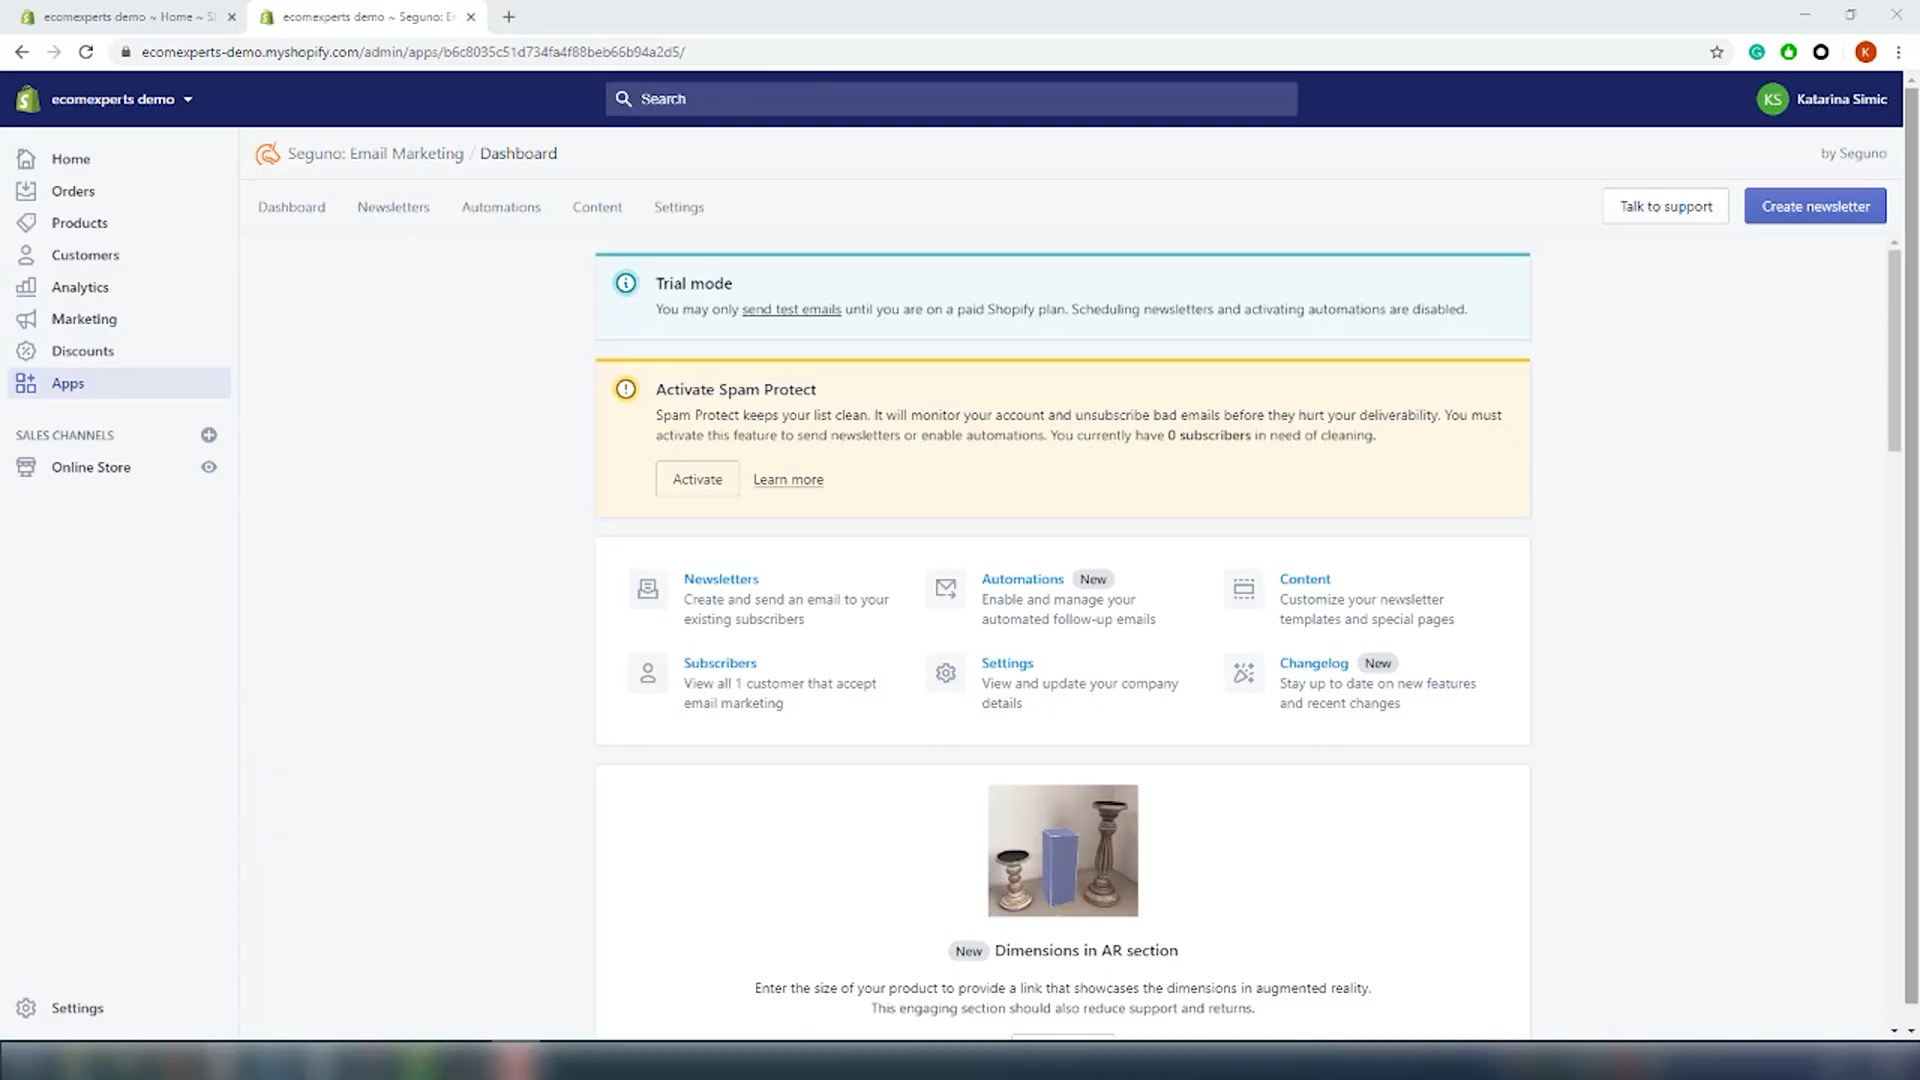 ecomexperts demo ~ Home ~ S
ecomexperts demo ~ Seguno: E
ecomexperts-demo.myshopify.com/admin/apps/b6c8035c51d734fa4f88beb66b94a2d5/
K
ecomexperts demo
Search
KS
Katarina Simic
Home
Orders
Products
Customers
Analytics
Marketing
Discounts
Apps
SALES CHANNELS
Online Store
Settings
Seguno: Email Marketing / Dashboard
by Seguno
Dashboard
Newsletters
Automations
Content
Settings
Talk to support
Create newsletter
Trial mode
You may only send test emails until you are on a paid Shopify plan. Scheduling newsletters and activating automations are disabled.
Activate Spam Protect
Spam Protect keeps your list clean. It will monitor your account and unsubscribe bad emails before they hurt your deliverability. You must
activate this feature to send newsletters or enable automations. You currently have 0 subscribers in need of cleaning.
Activate
Learn more
Newsletters
Create and send an email to your
existing subscribers
Automations New
Enable and manage your
automated follow-up emails
Content
Customize your newsletter
templates and special pages
Subscribers
View all 1 customer that accept
email marketing
Settings
View and update your company
details
Changelog New
Stay up to date on new features
and recent changes
New Dimensions in AR section
Enter the size of your product to provide a link that showcases the dimensions in augmented reality.
This engaging section should also reduce support and returns.